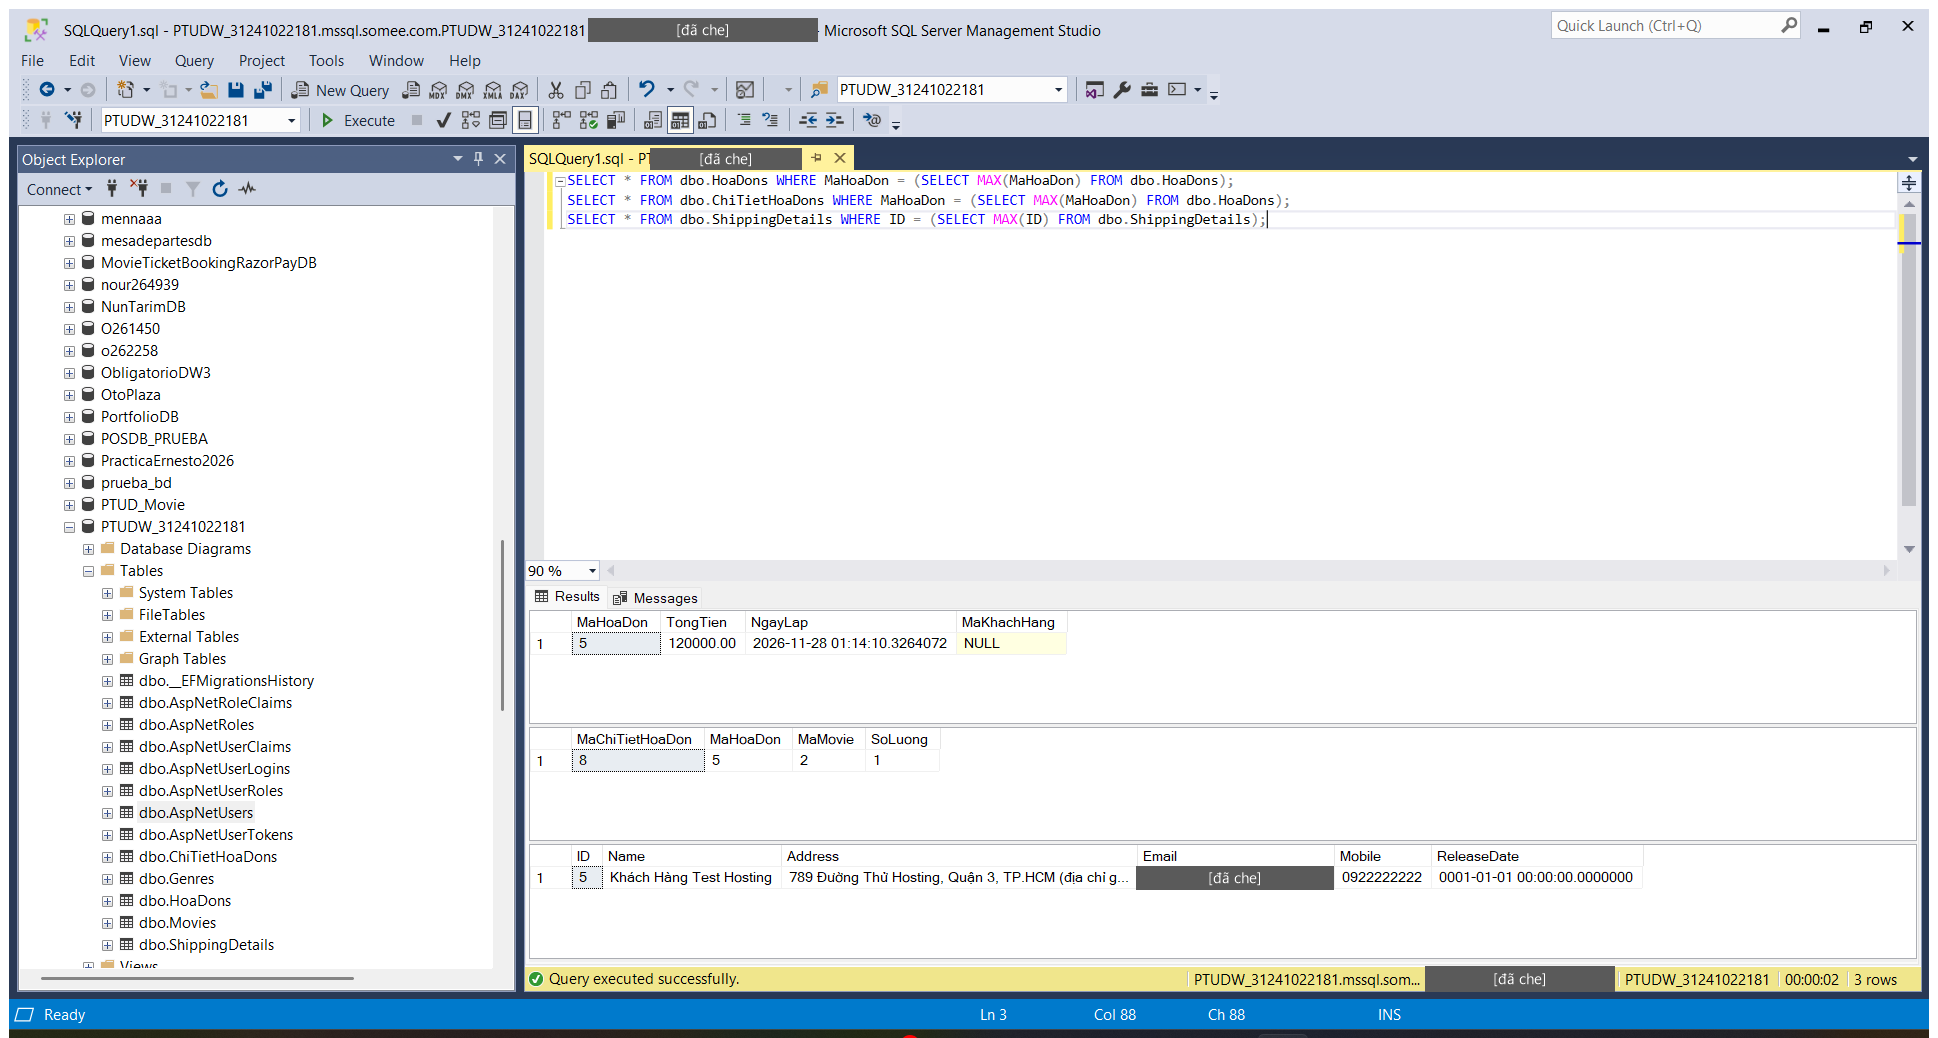 SQLQuery1.sql - PTUDW_31241022181.mssql.somee.com.PTUDW_31241022181 [đã che] - Microsoft SQL Server Management Studio
Quick Launch (Ctrl+Q)
File Edit View Query Project Tools Window Help
New Query MDX DMX XMLA DAX PTUDW_31241022181
PTUDW_31241022181 Execute
Object Explorer
Connect
mennaaa
mesadepartesdb
MovieTicketBookingRazorPayDB
nour264939
NunTarimDB
O261450
o262258
ObligatorioDW3
OtoPlaza
PortfolioDB
POSDB_PRUEBA
PracticaErnesto2026
prueba_bd
PTUD_Movie
PTUDW_31241022181
Database Diagrams
Tables
System Tables
FileTables
External Tables
Graph Tables
dbo.__EFMigrationsHistory
dbo.AspNetRoleClaims
dbo.AspNetRoles
dbo.AspNetUserClaims
dbo.AspNetUserLogins
dbo.AspNetUserRoles
dbo.AspNetUsers
dbo.AspNetUserTokens
dbo.ChiTietHoaDons
dbo.Genres
dbo.HoaDons
dbo.Movies
dbo.ShippingDetails
Views
SQLQuery1.sql - PT [đã che]
SELECT * FROM dbo.HoaDons WHERE MaHoaDon = (SELECT MAX(MaHoaDon) FROM dbo.HoaDons);
SELECT * FROM dbo.ChiTietHoaDons WHERE MaHoaDon = (SELECT MAX(MaHoaDon) FROM dbo.HoaDons);
SELECT * FROM dbo.ShippingDetails WHERE ID = (SELECT MAX(ID) FROM dbo.ShippingDetails);
90 %
Results Messages
MaHoaDon TongTien NgayLap MaKhachHang
1 5 120000.00 2026-11-28 01:14:10.3264072 NULL
MaChiTietHoaDon MaHoaDon MaMovie SoLuong
1 8 5 2 1
ID Name Address Email Mobile ReleaseDate
1 5 Khách Hàng Test Hosting 789 Đường Thử Hosting, Quận 3, TP.HCM (địa chỉ g... [đã che] 0922222222 0001-01-01 00:00:00.0000000
Query executed successfully. PTUDW_31241022181.mssql.som... [đã che] PTUDW_31241022181 00:00:02 3 rows
Ready Ln 3 Col 88 Ch 88 INS